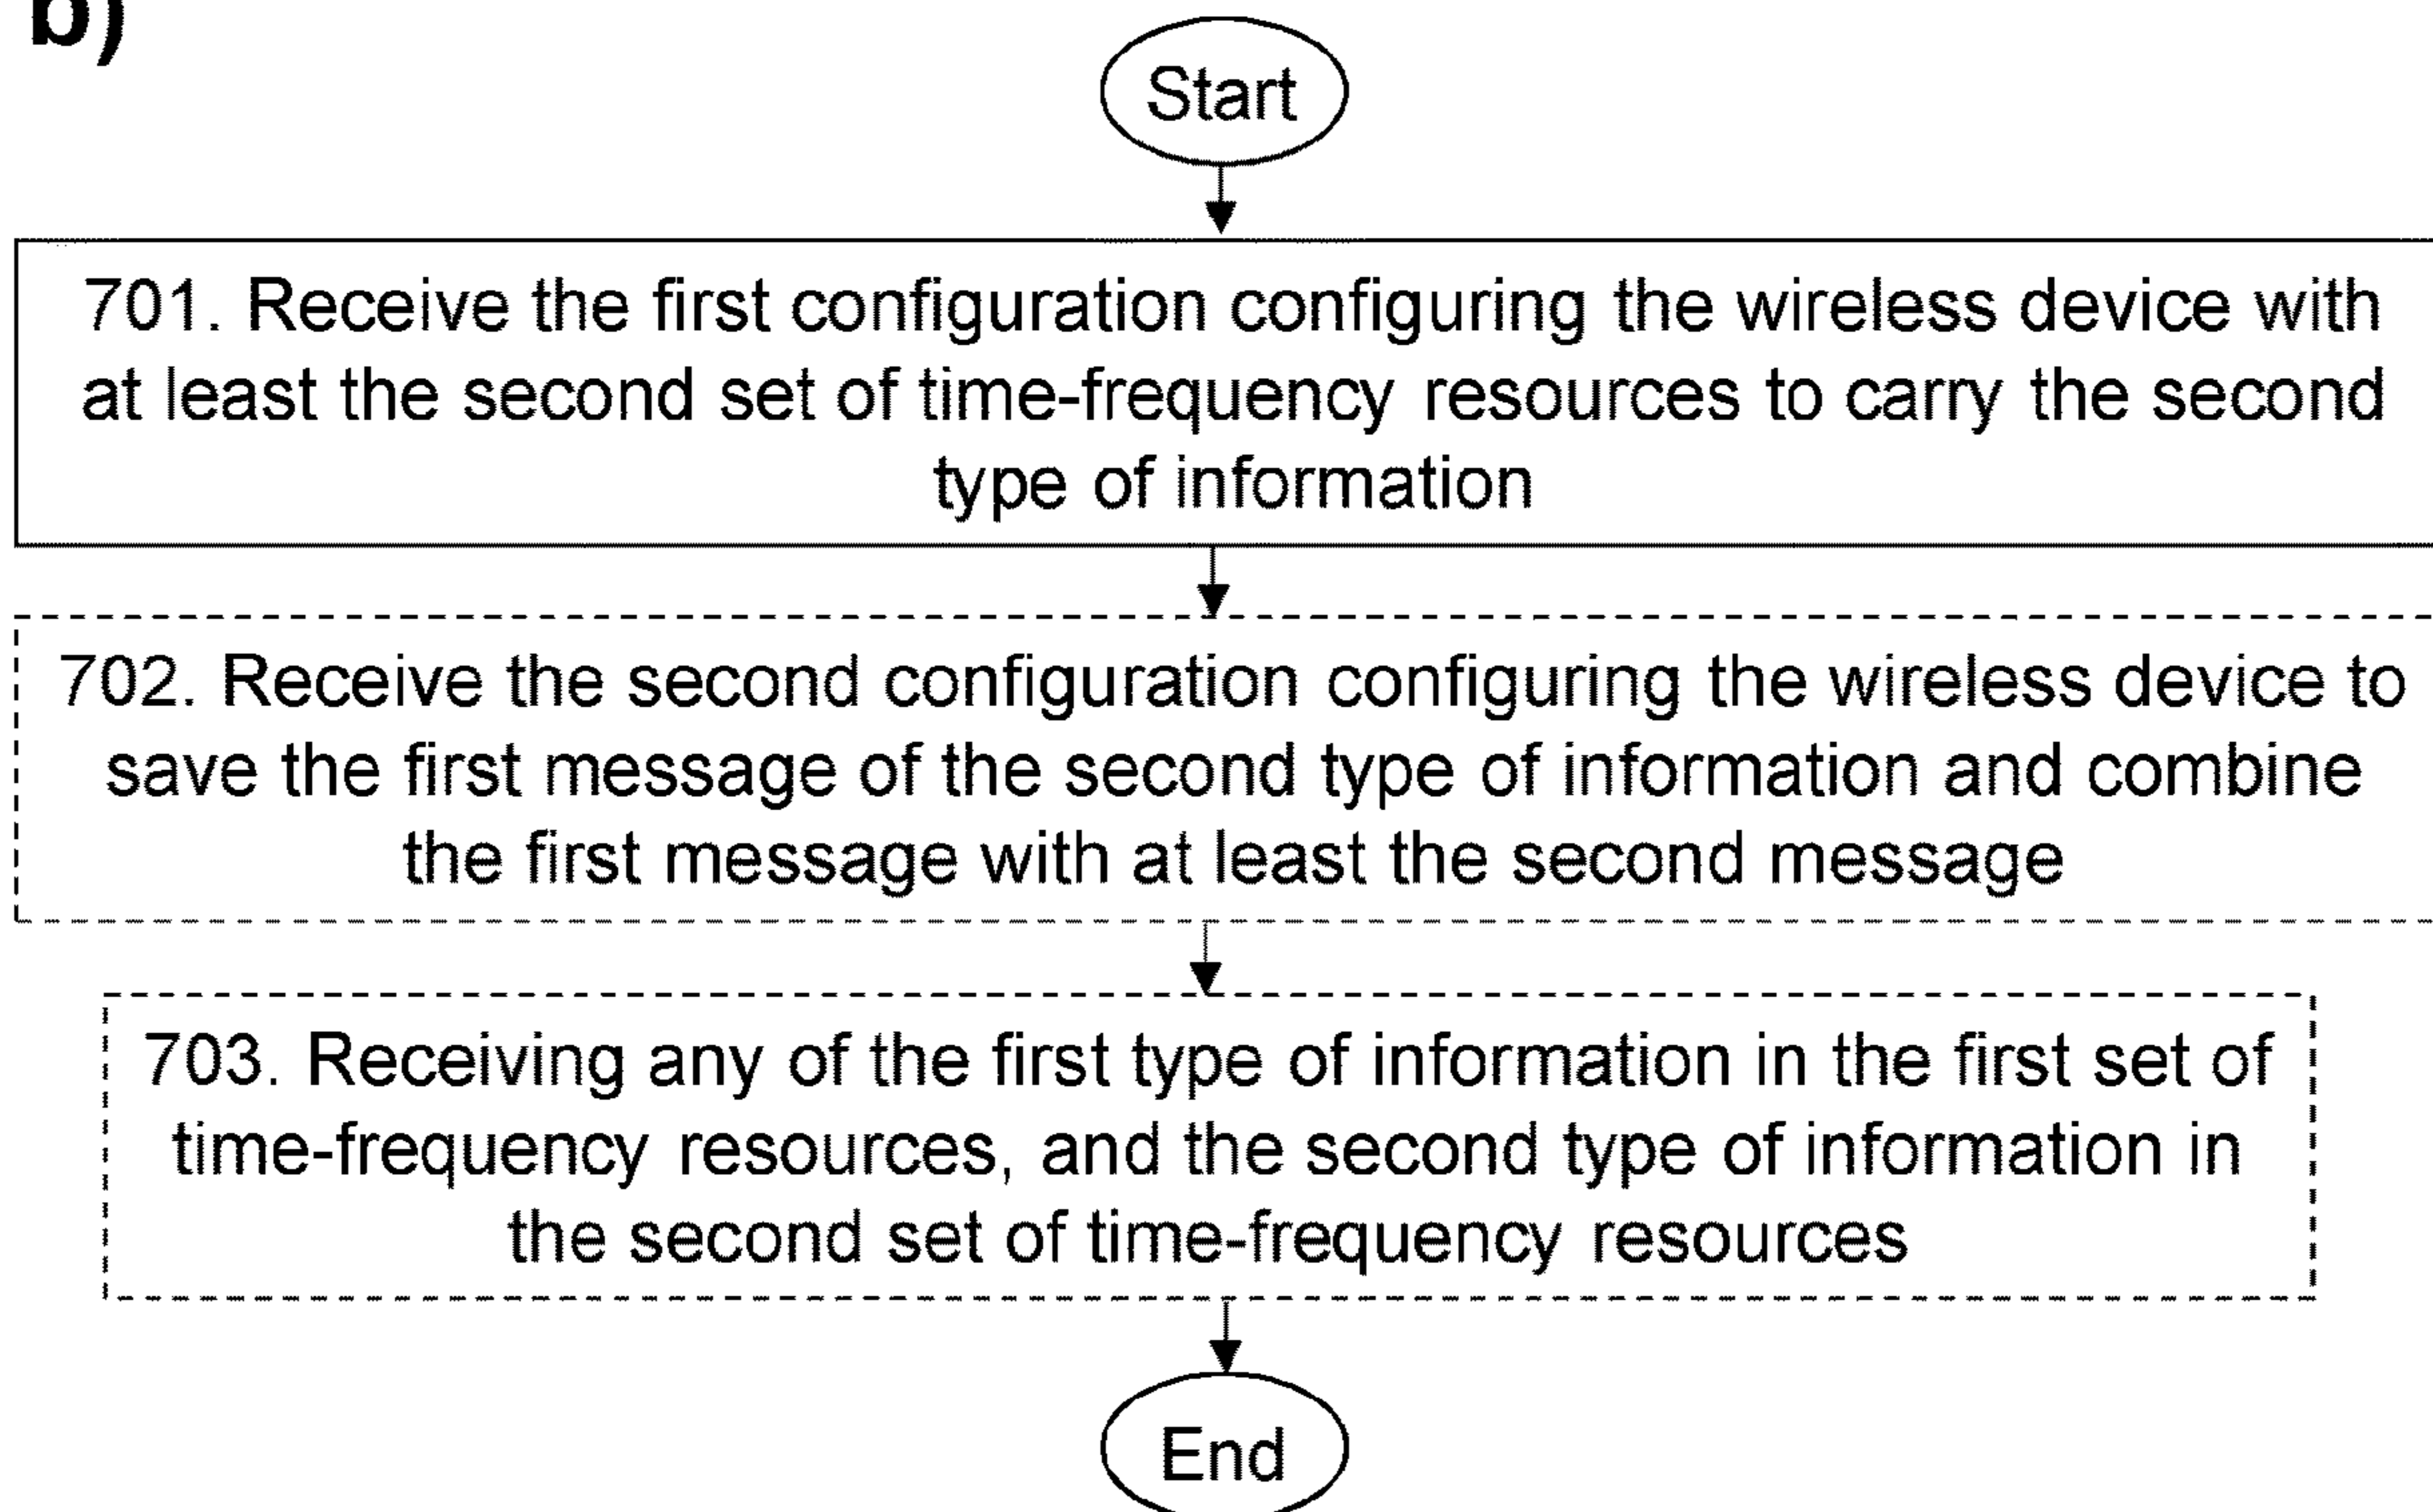 b)
Start
701. Receive the first configuration configuring the wireless device with
at least the second set of time-frequency resources to carry the second
type of information
702. Receive the second configuration configuring the wireless device to
save the first message of the second type of information and combine
the first message with at least the second message
703. Receiving any of the first type of information in the first set of
time-frequency resources, and the second type of information in
the second set of time-frequency resources
End